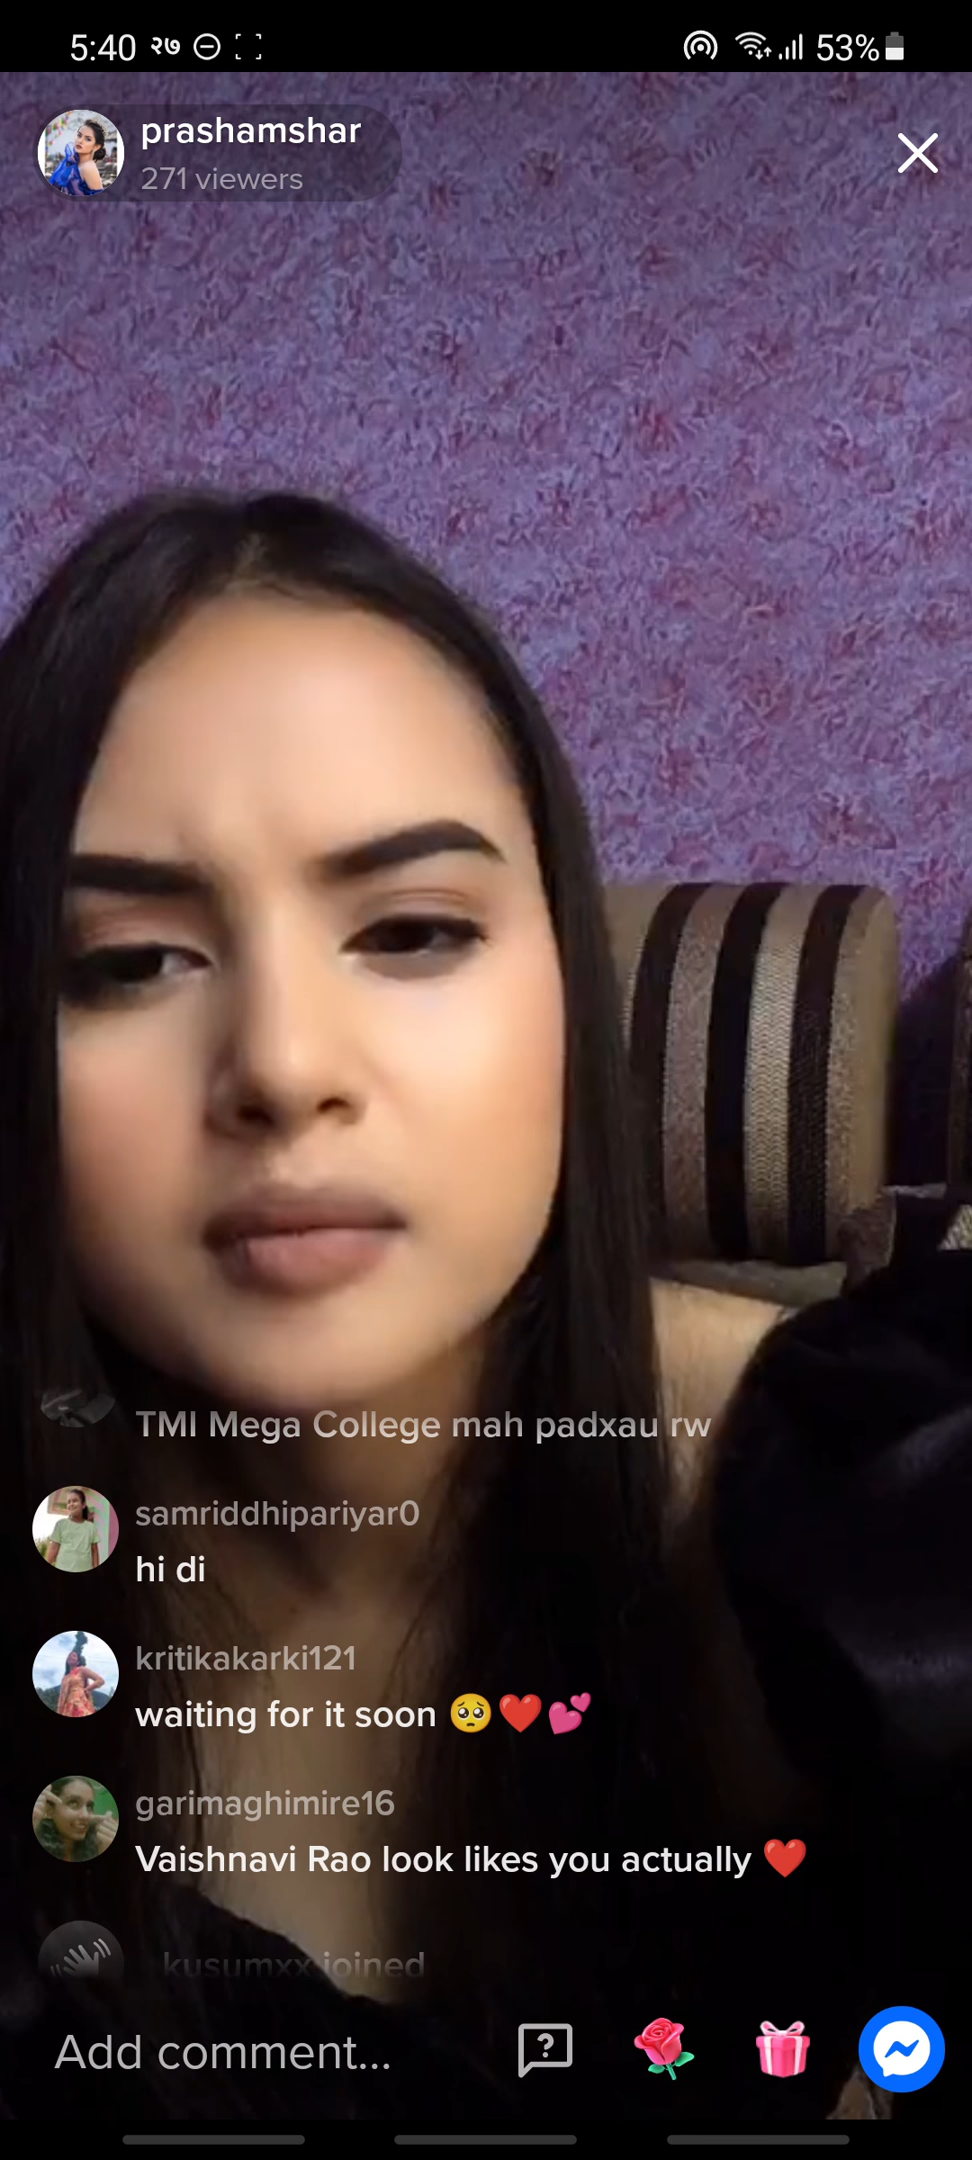 5:40 २७ 53%
prashamshar
271 viewers
TMI Mega College mah padxau rw
samriddhipariyar0
hi di
kritikakarki121
waiting for it soon 🥺❤️💕
garimaghimire16
Vaishnavi Rao look likes you actually ❤️
kusumxx joined
Add comment...